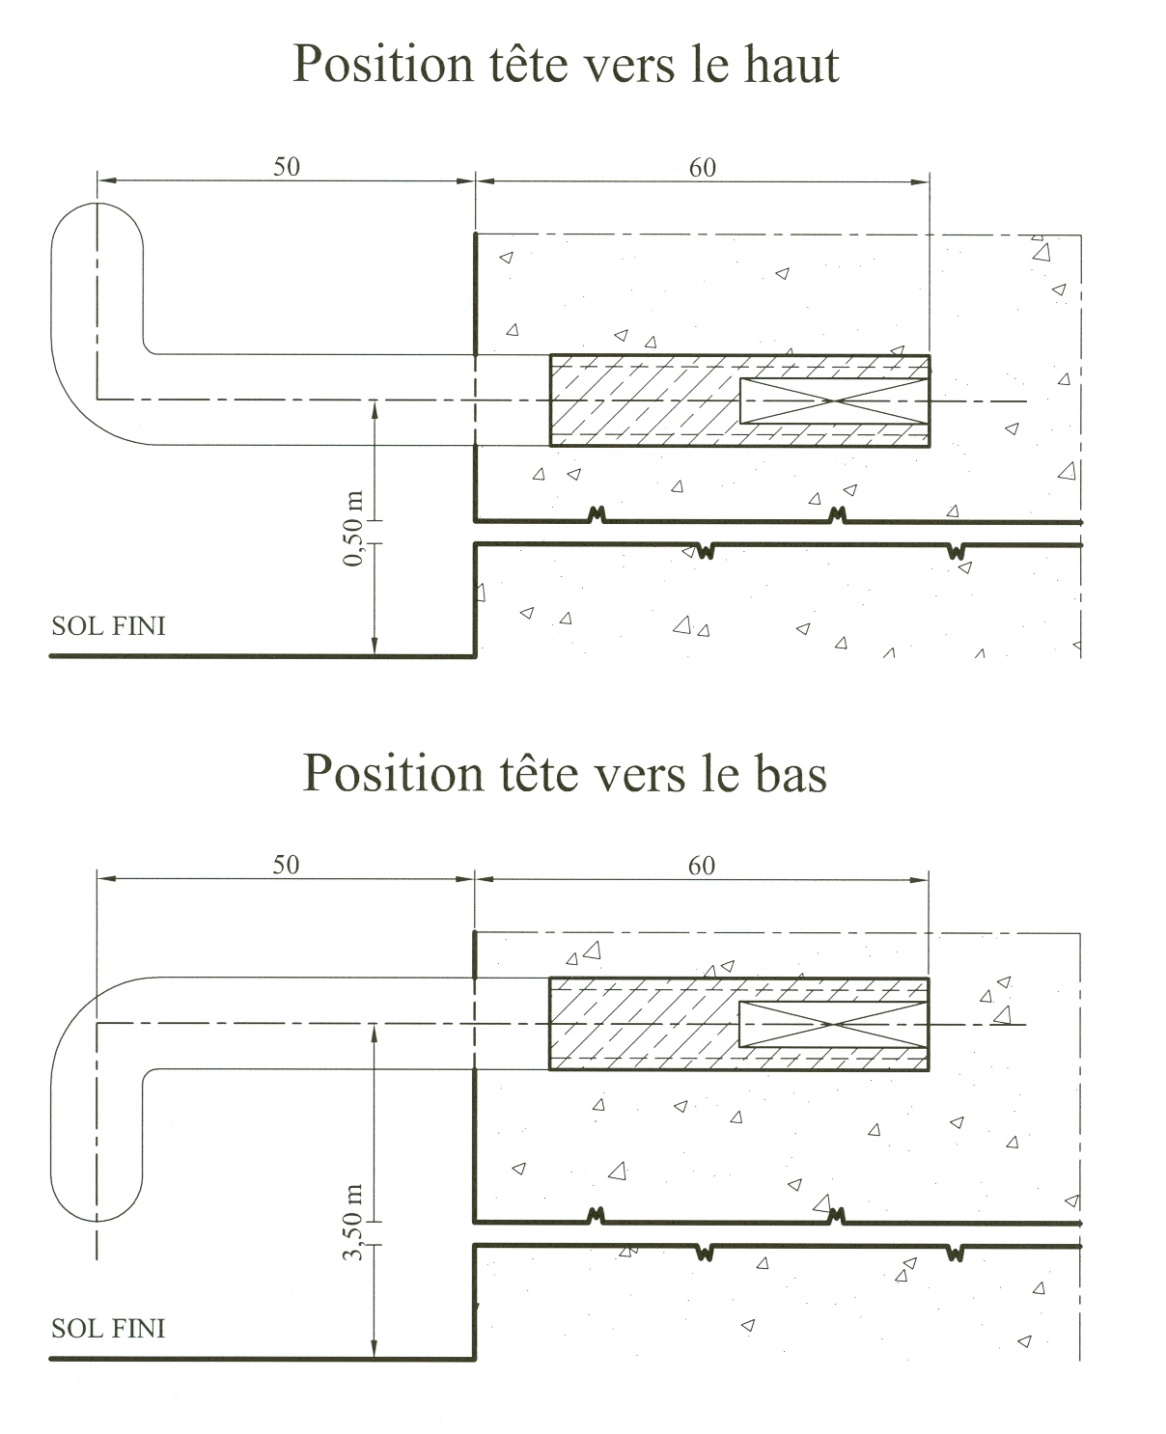 Position tête vers le haut
50
60
0,50 m
SOL FINI
Position tête vers le bas
50
60
3,50 m
SOL FINI